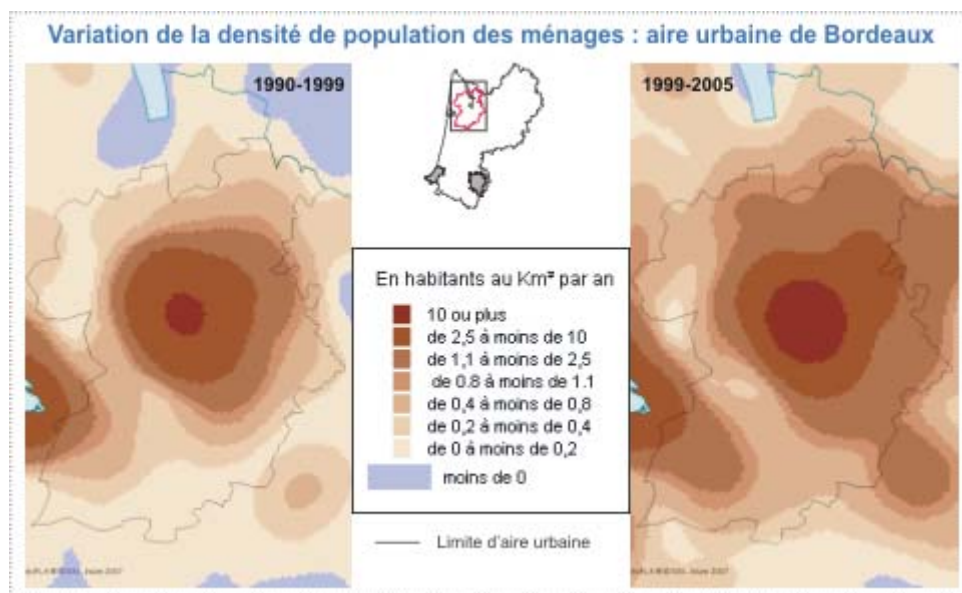 Variation de la densité de population des ménages : aire urbaine de Bordeaux
1990-1999
1999-2005
En habitants au Km² par an
10 ou plus
de 2,5 à moins de 10
de 1,1 à moins de 2,5
de 0.8 à moins de 1.1
de 0,4 à moins de 0,8
de 0,2 à moins de 0,4
de 0 à moins de 0,2
moins de 0
Limite d'aire urbaine